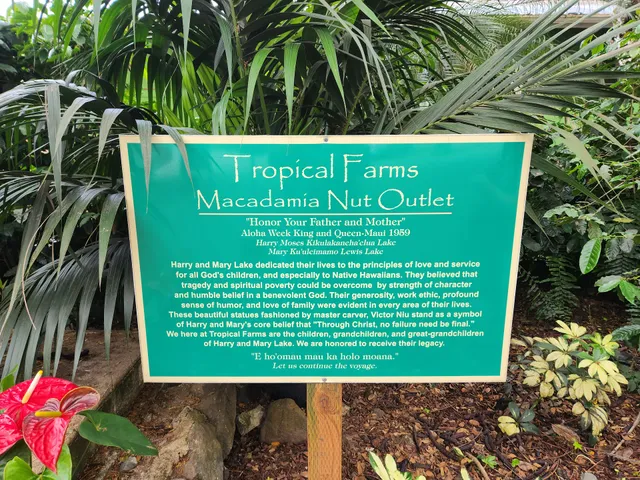 Tropical Farms
Macadamia Nut Outlet
"Honor Your Father and Mother"
Aloha Week King and Queen-Maui 1959
Harry Moses Lake
Mary Ka'uicimamo Lewis Lake
Harry and Mary Lake dedicated their lives to the principles of love and service
for all God's children, and especially to Native Hawaiians. They believed that
tragedy and spiritual poverty could be overcome by strength of character
and humble belief in a benevolent God. Their generosity, work ethic, profound
sense of humor, and love of family were evident in every area of their lives.
These beautiful statues fashioned by master carver, Victor Niu stand as a symbol
of Harry and Mary's core belief that "Through Christ, no failure need be final."
We here at Tropical Farms are the children, grandchildren, and great-grandchildren
of Harry and Mary Lake. We are honored to receive their legacy.
"E ho'omau mau ka holo moana."
Let us continue the voyage.